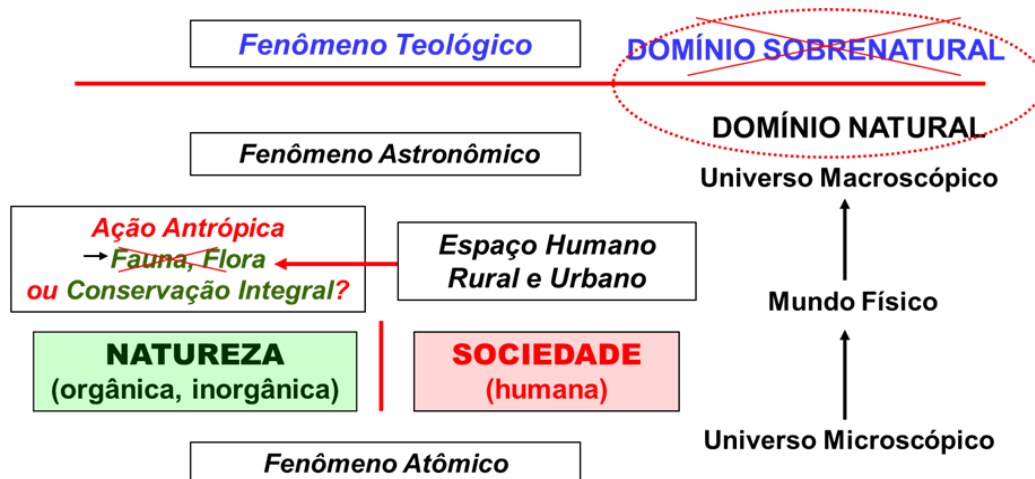 Fenômeno Teológico
DOMÍNIO SOBRENATURAL
DOMÍNIO NATURAL
Fenômeno Astronômico
Universo Macroscópico
Ação Antrópica
Fauna, Flora
ou Conservação Integral?
Espaço Humano
Rural e Urbano
Mundo Físico
NATUREZA
(orgânica, inorgânica)
SOCIEDADE
(humana)
Universo Microscópico
Fenômeno Atômico